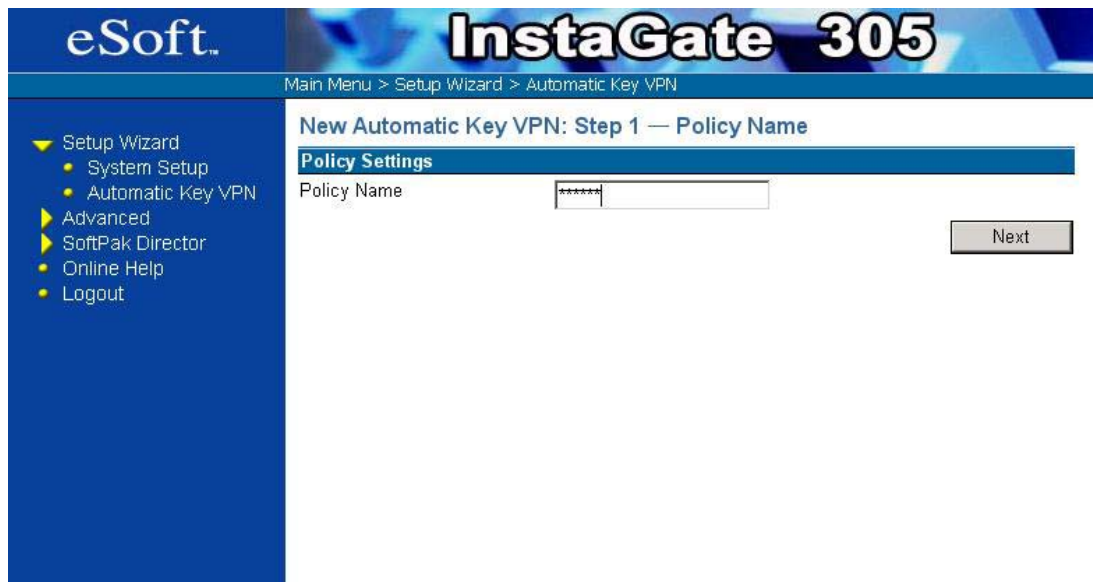 eSoft™
InstaGate 305
Main Menu > Setup Wizard > Automatic Key VPN
Setup Wizard
System Setup
Automatic Key VPN
Advanced
SoftPak Director
Online Help
Logout
New Automatic Key VPN: Step 1 — Policy Name
Policy Settings
Policy Name
******
Next